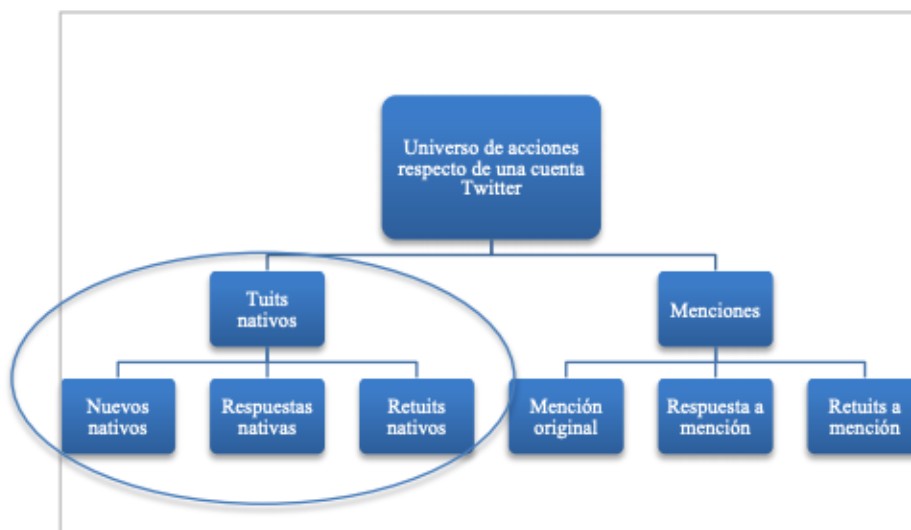 Universo de acciones
respecto de una cuenta
Twitter
Tuits
nativos
Menciones
Nuevos
nativos
Respuestas
nativas
Retuits
nativos
Mención
original
Respuesta a
mención
Retuits a
mención